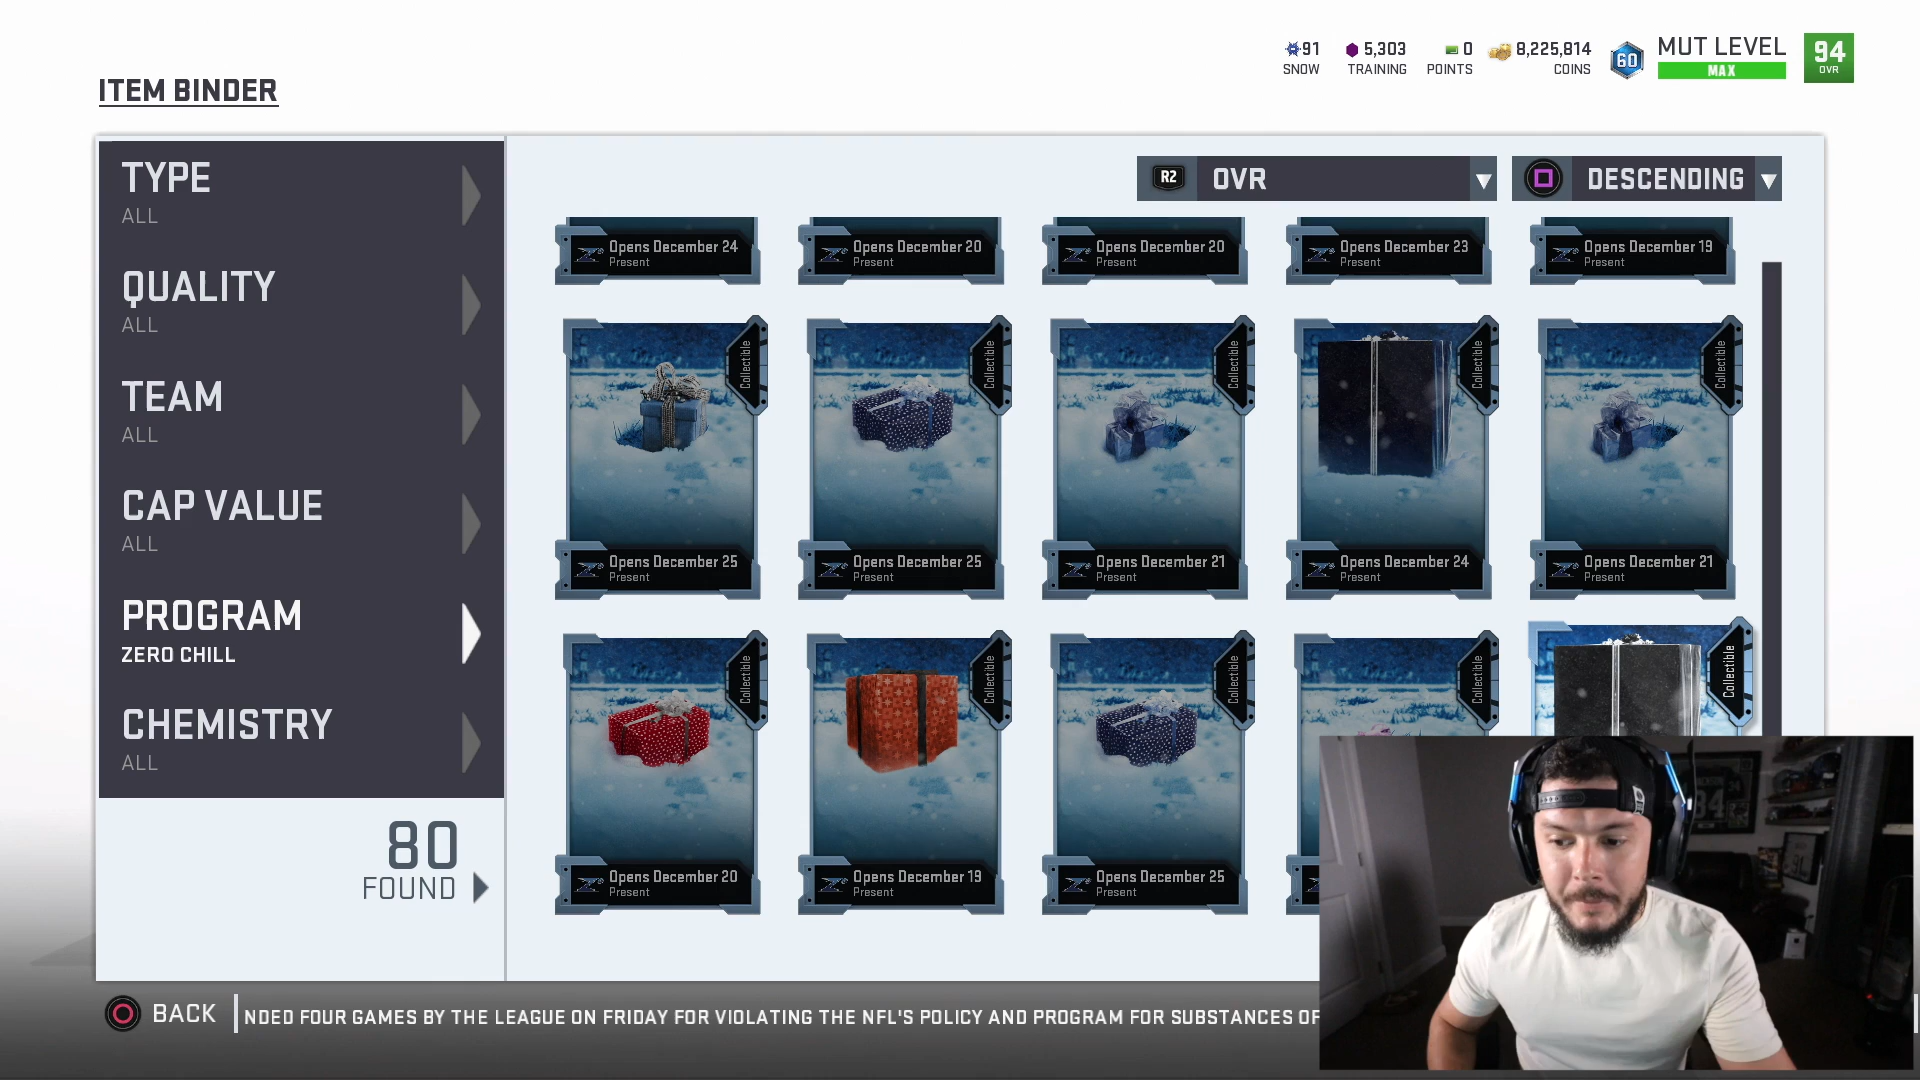 91
SNOW
5,303
TRAINING
0
POINTS
8,225,814
COINS
60
MUT LEVEL
MAX
94
OVR
ITEM BINDER
TYPE
ALL
QUALITY
ALL
TEAM
ALL
CAP VALUE
ALL
PROGRAM
ZERO CHILL
CHEMISTRY
ALL
80
FOUND
R2
OVR
DESCENDING
Opens December 24
Present
Opens December 20
Present
Opens December 20
Present
Opens December 23
Present
Opens December 19
Present
Collectible
Collectible
Collectible
Collectible
Collectible
Opens December 25
Present
Opens December 25
Present
Opens December 21
Present
Opens December 24
Present
Opens December 21
Present
Collectible
Collectible
Collectible
Collectible
Collectible
Opens December 20
Present
Opens December 19
Present
Opens December 25
Present
BACK
NDED FOUR GAMES BY THE LEAGUE ON FRIDAY FOR VIOLATING THE NFL'S POLICY AND PROGRAM FOR SUBSTANCES OF